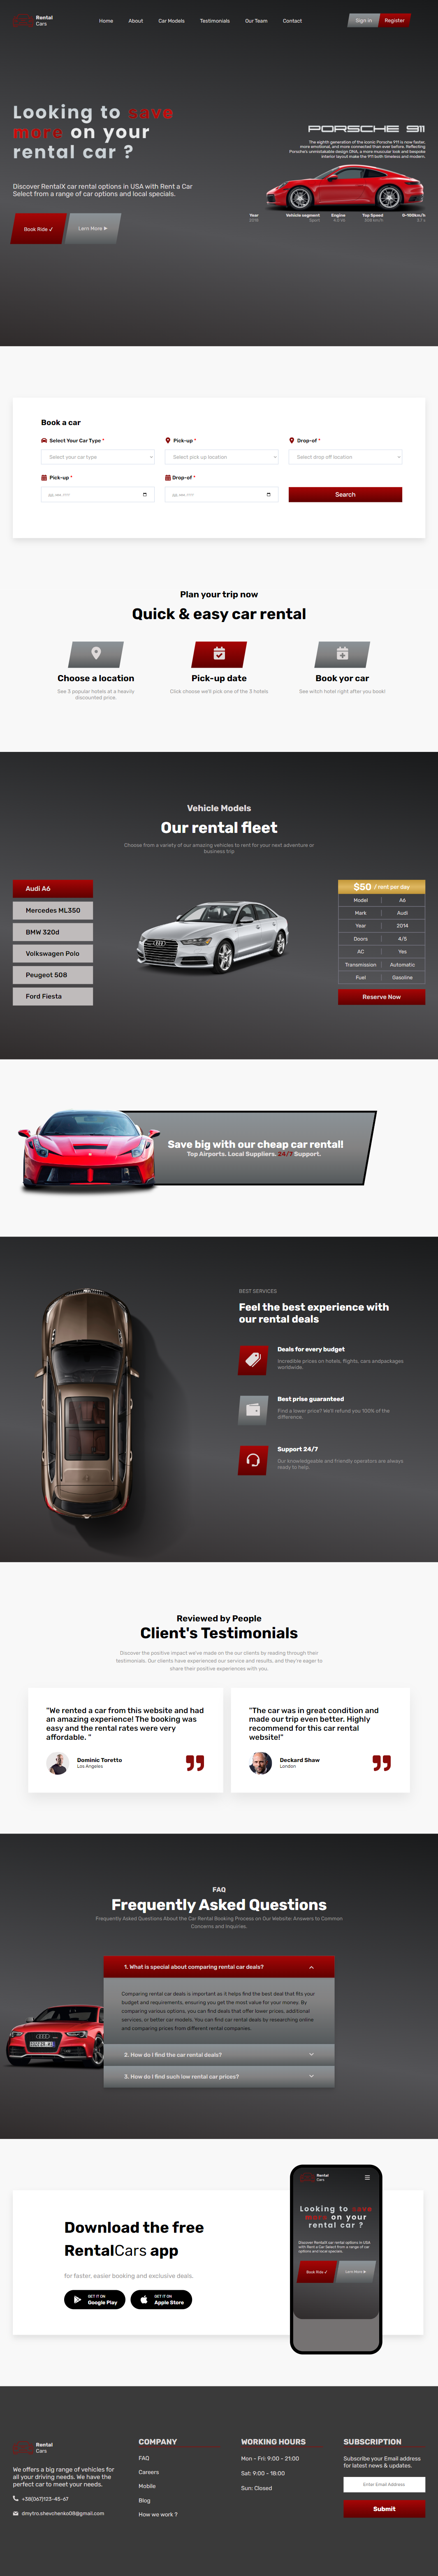 Rental
Cars
Home
About
Car Models
Testimonials
Our Team
Contact
Sign in
Register
Looking to save
more on your
rental car ?
Discover RentalX car rental options in USA with Rent a Car
Select from a range of car options and local specials.
Book Ride ✓
Lern More
PORSCHE 911
The eighth generation of the iconic Porsche 911 is now faster,
more emotional, and more connected than ever before. Reflecting
Porsche's unmistakable design DNA, a more muscular look and bespoke
interior layout make the 911 both timeless and modern.
Year
Vehicle segment
Engine
Top Speed
0-100km/h
Book a car
Select Your Car Type *
Pick-up *
Drop-of *
Select your car type
Select pick up location
Select drop off location
Pick-up *
Drop-of *
Search
Plan your trip now
Quick & easy car rental
Choose a location
Pick-up date
Book yor car
See 3 popular hotels at a heavily
discounted price.
Click choose we'll pick one of the 3 hotels
See witch hotel right after you book!
Vehicle Models
Our rental fleet
Choose from a variety of our amazing vehicles to rent for your next adventure or
business trip
Audi A6
Mercedes ML350
BMW 320d
Volkswagen Polo
Peugeot 508
Ford Fiesta
$50 / rent per day
Model A6
Mark Audi
Year 2014
Doors 4/5
AC Yes
Transmission Automatic
Fuel Gasoline
Reserve Now
Save big with our cheap car rental!
Top Airports. Local Suppliers. 24/7 Support.
BEST SERVICES
Feel the best experience with
our rental deals
Deals for every budget
Incredible prices on hotels, flights, cars andpackages
worldwide.
Best prise guaranteed
Find a lower price? We'll refund you 100% of the
difference.
Support 24/7
Our knowledgeable and friendly operators are always
ready to help.
Reviewed by People
Client's Testimonials
Discover the positive impact we've made on the our clients by reading through their
testimonials. Our clients have experienced our service and results, and they're eager to
share their positive experiences with you.
"We rented a car from this website and had
an amazing experience! The booking was
easy and the rental rates were very
affordable. "
Dominic Toretto
Los Angeles
"The car was in great condition and
made our trip even better. Highly
recommend for this car rental
website!"
Deckard Shaw
London
FAQ
Frequently Asked Questions
Frequently Asked Questions About the Car Rental Booking Process on Our Website: Answers to Common
Concerns and Inquiries.
1. What is special about comparing rental car deals?
Comparing rental car deals is important as it helps find the best deal that fits your
budget and requirements, ensuring you get the most value for your money. By
comparing various options, you can find deals that offer lower prices, additional
services, or better car models. You can find car rental deals by researching online
and comparing prices from different rental companies.
2. How do I find the car rental deals?
3. How do I find such low rental car prices?
Download the free
RentalCars app
for faster, easier booking and exclusive deals.
GET IT ON
Google Play
GET IT ON
Apple Store
Rental
Cars
Looking to save
more on your
rental car ?
Discover RentalX car rental options in USA
with Rent a Car Select from a range of car
options and local specials.
Book Ride ✓
Lern More
Rental
Cars
We offers a big range of vehicles for
all your driving needs. We have the
perfect car to meet your needs.
+38(067)123-45-67
dmytro.shevchenko08@gmail.com
COMPANY
FAQ
Careers
Mobile
Blog
How we work ?
WORKING HOURS
Mon - Fri: 9:00 - 21:00
Sat: 9:00 - 18:00
Sun: Closed
SUBSCRIPTION
Subscribe your Email address
for latest news & updates.
Enter Email Address
Submit